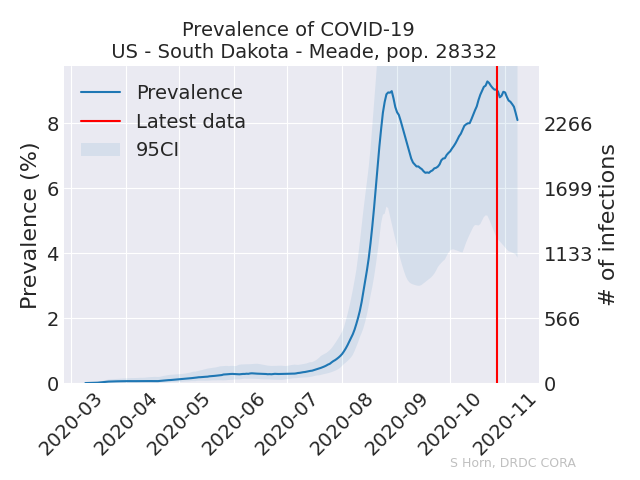 Prevalence of COVID-19
US - South Dakota - Meade, pop. 28332
Prevalence
Latest data
95CI
Prevalence (%)
8
6
4
2
0
# of infections
2266
1699
1133
566
0
2020-03
2020-04
2020-05
2020-06
2020-07
2020-08
2020-09
2020-10
2020-11
S Horn, DRDC CORA